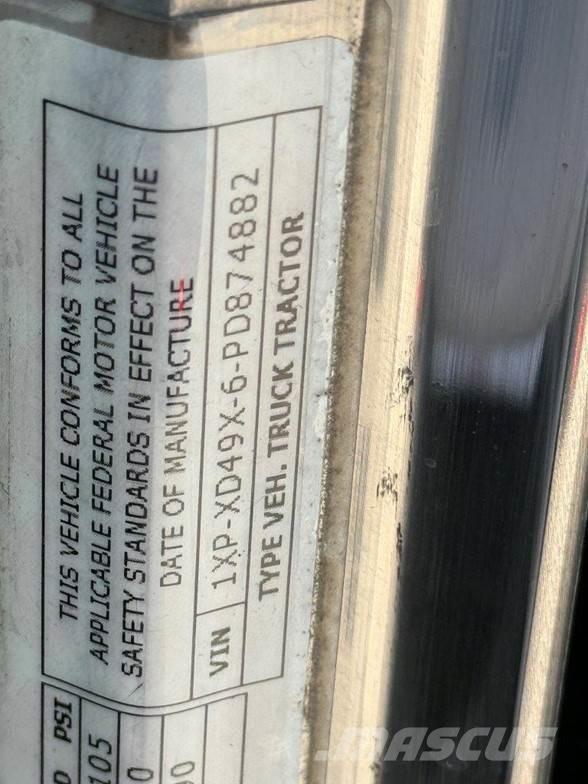 THIS VEHICLE CONFORMS TO ALL
APPLICABLE FEDERAL MOTOR VEHICLE
SAFETY STANDARDS IN EFFECT ON THE
DATE OF MANUFACTURE
VIN 1XP-XD49X-6-PD874882
TYPE VEH. TRUCK TRACTOR
PSI
105
MASCUS